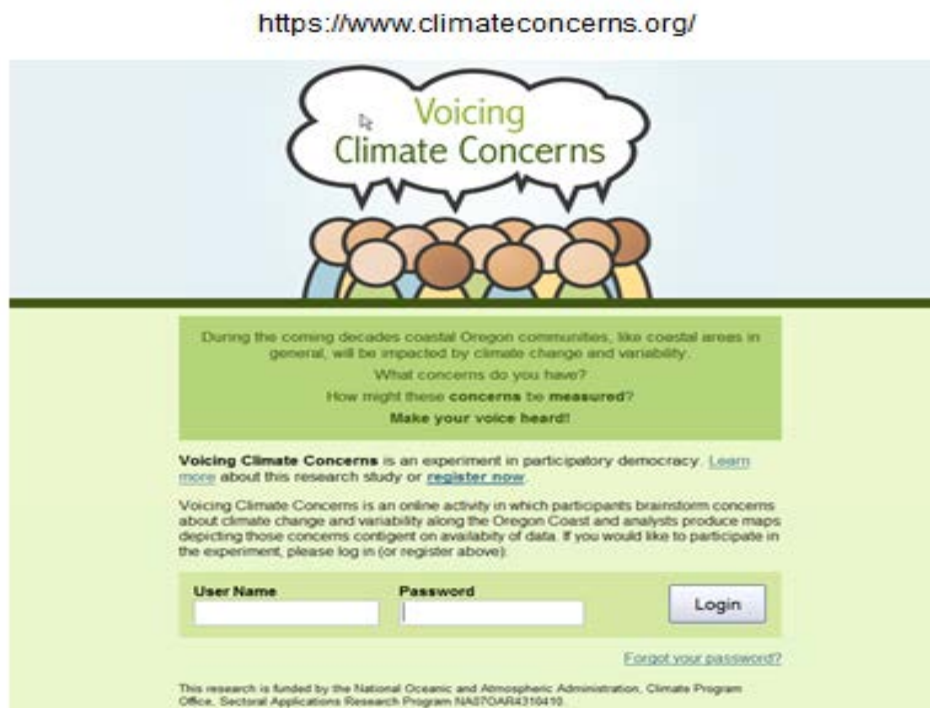 https://www.climateconcerns.org/
Voicing
Climate Concerns
During the coming decades coastal Oregon communities, like coastal areas in
general, will be impacted by climate change and variability.
What concerns do you have?
How might these concerns be measured?
Make your voice heard!
Voicing Climate Concerns is an experiment in participatory democracy. Learn
more about this research study or register now.
Voicing Climate Concerns is an online activity in which participants brainstorm concerns
about climate change and variability along the Oregon Coast and analysts produce maps
depicting those concerns contigent on availabity of data. If you would like to participate in
the experiment, please log in (or register above):
User Name
Password
Login
Forgot your password?
This research is funded by the National Oceanic and Atmospheric Administration, Climate Program
Office, Sectoral Applications Research Program NA07OAR4310410.